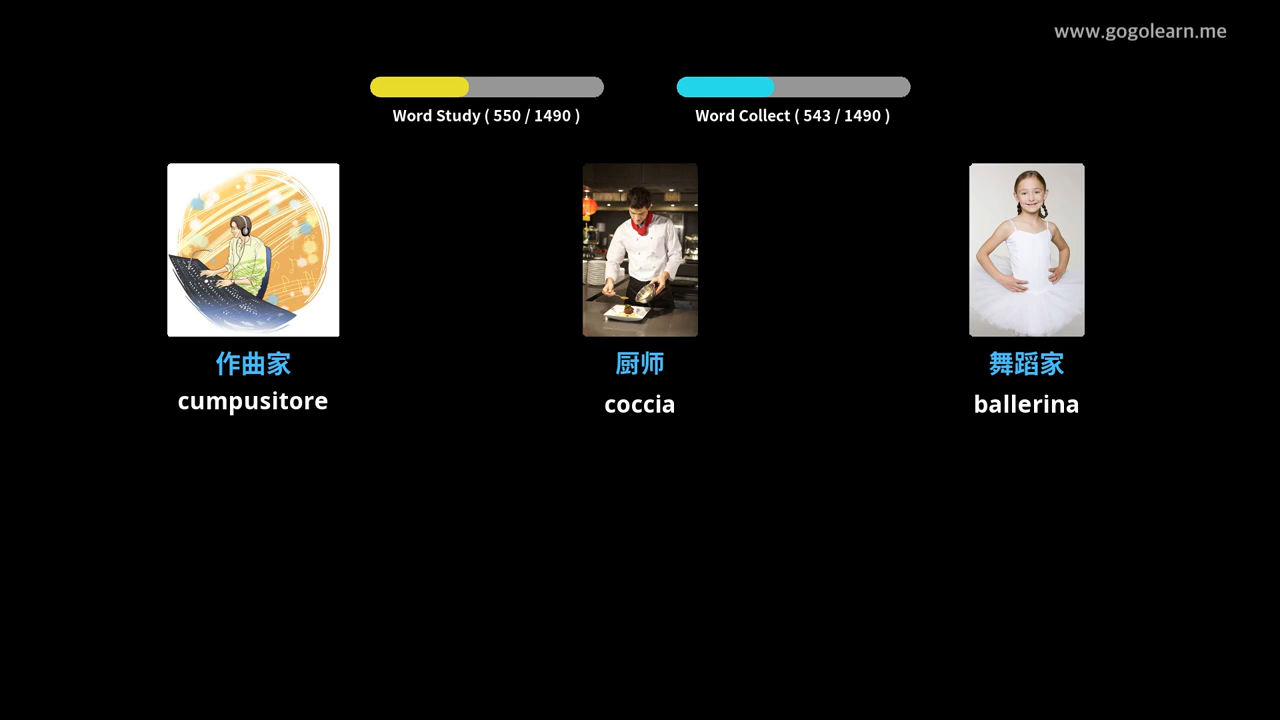 www.gogolearn.me
Word Study ( 550 / 1490 )
Word Collect ( 543 / 1490 )
作曲家
厨师
舞蹈家
cumpusitore
coccia
ballerina